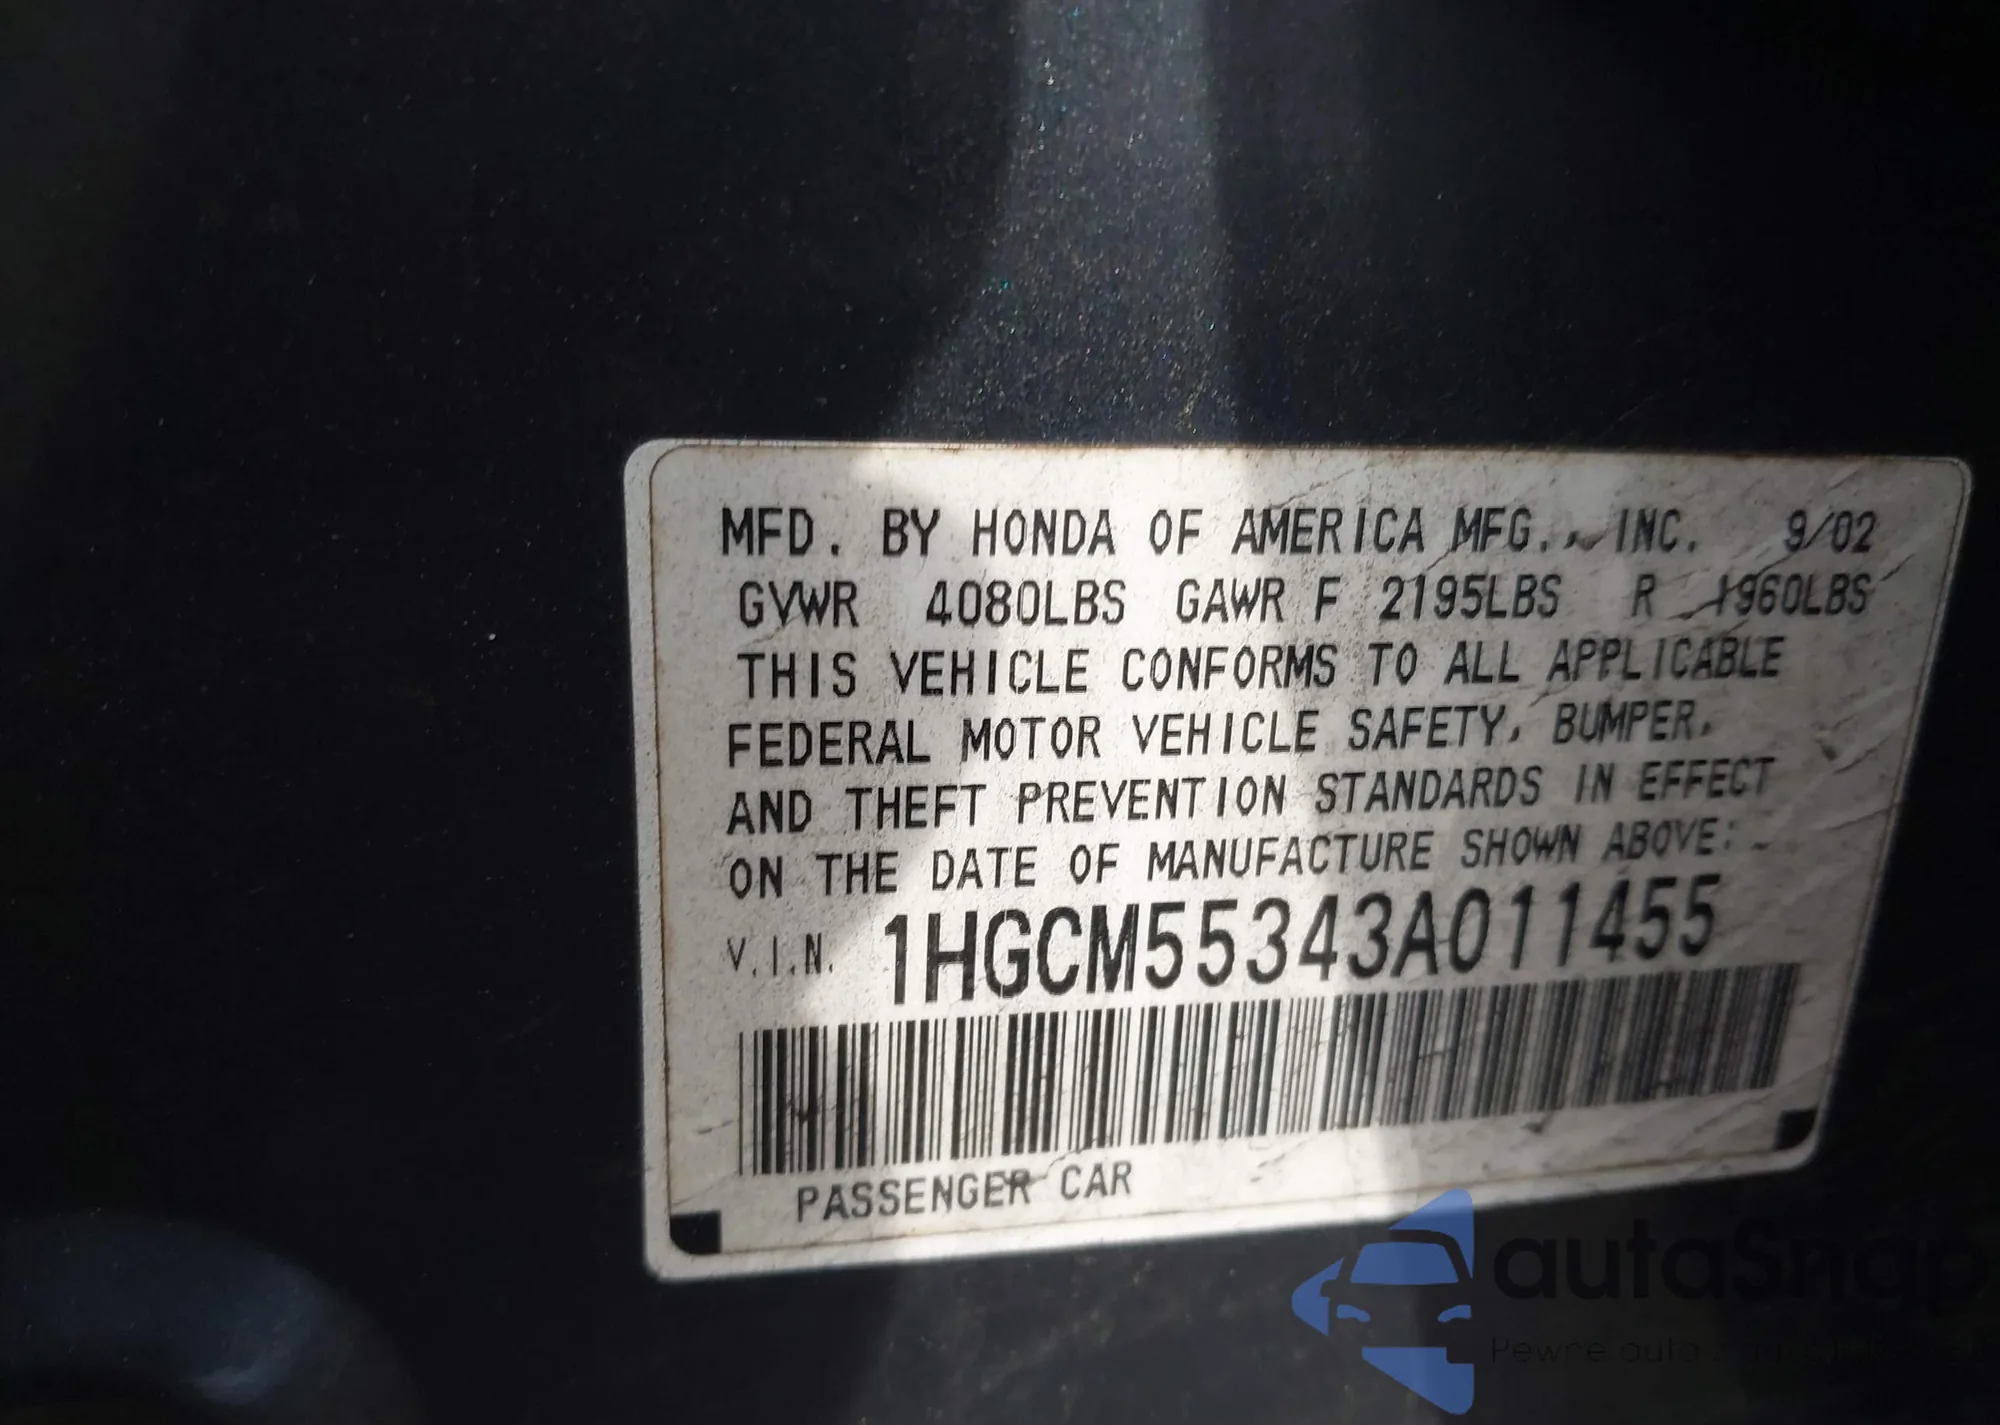 MFD. BY HONDA OF AMERICA MFG., INC. 9/02
GVWR 4080LBS GAWR F 2195LBS R 1960LBS
THIS VEHICLE CONFORMS TO ALL APPLICABLE
FEDERAL MOTOR VEHICLE SAFETY, BUMPER,
AND THEFT PREVENTION STANDARDS IN EFFECT
ON THE DATE OF MANUFACTURE SHOWN ABOVE:
V.I.N. 1HGCM55343A011455
PASSENGER CAR
autaSnap
Pewne auto